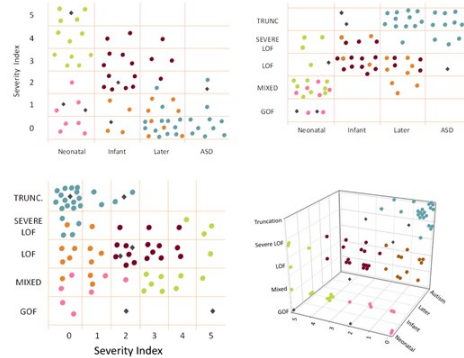 Severity Index
5
4
3
2
1
0
Neonatal Infant Later ASD
TRUNC
SEVERE
LOF
LOF
MIXED
GOF
Neonatal Infant Later ASD
TRUNC.
SEVERE
LOF
LOF
MIXED
GOF
0 1 2 3 4 5
Severity Index
Truncation
Severe LOF
LOF
Mixed
GOF
5 4 3 2 1 0
Neonatal
Infant
Later
Autism